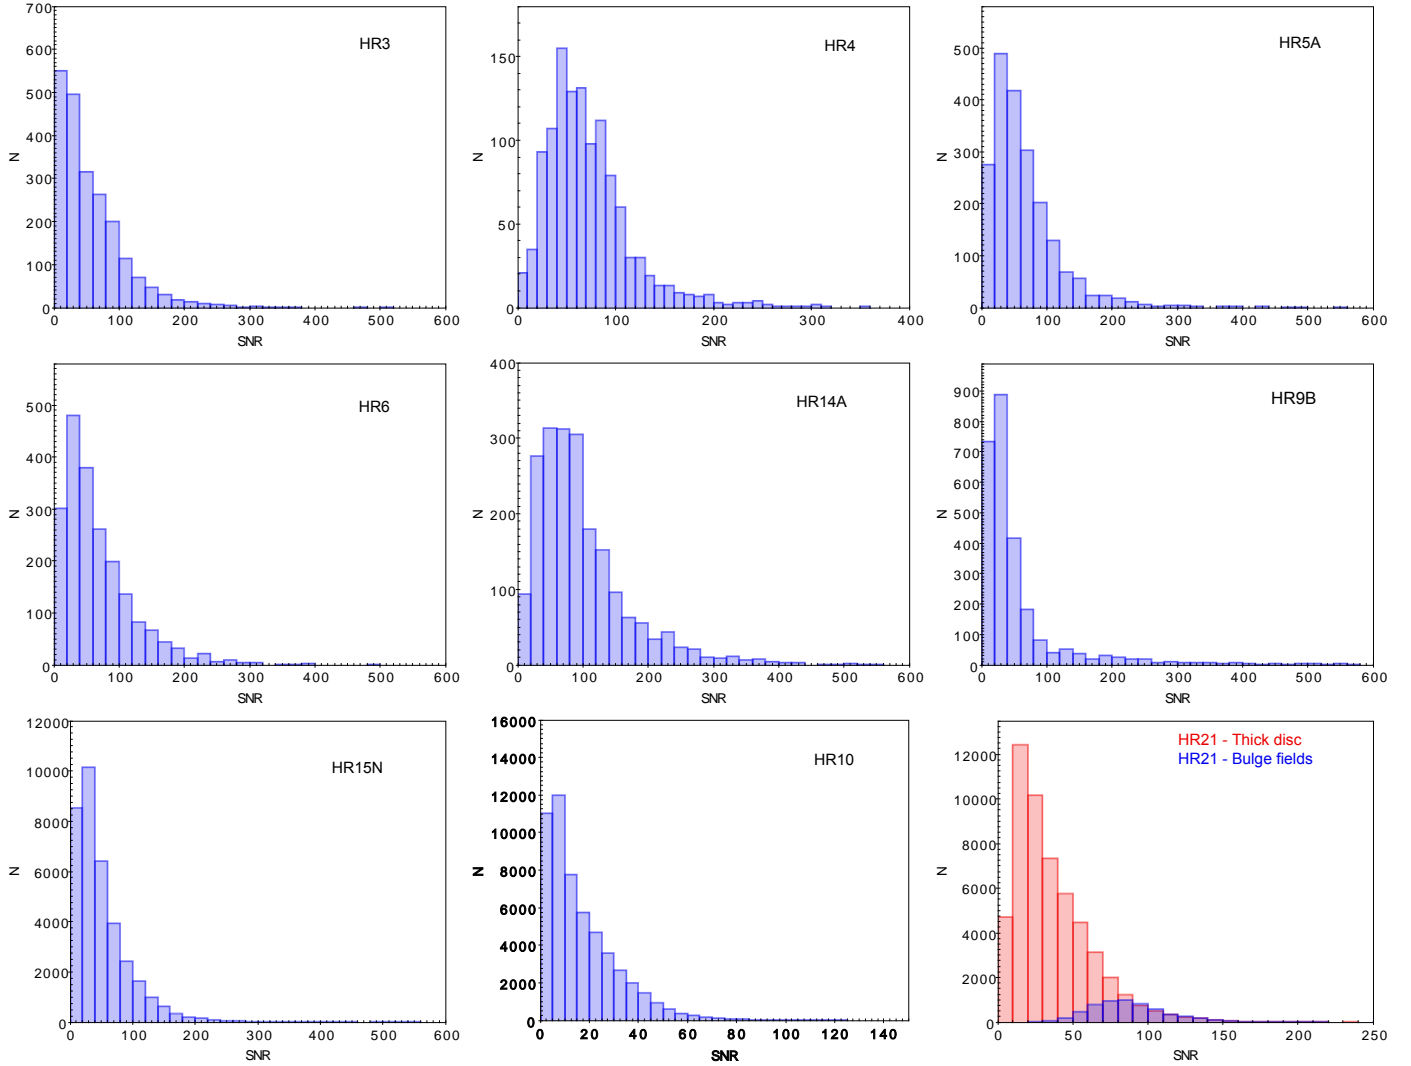 HR3
700
600
500
400
300
200
100
0
N
0 100 200 300 400 500 600
SNR
HR4
150
100
50
0
N
0 100 200 300 400
SNR
HR5A
500
400
300
200
100
0
N
0 100 200 300 400 500 600
SNR
HR6
500
400
300
200
100
0
N
0 100 200 300 400 500 600
SNR
HR14A
400
300
200
100
0
N
0 100 200 300 400 500 600
SNR
HR9B
900
800
700
600
500
400
300
200
100
0
N
0 100 200 300 400 500 600
SNR
HR15N
12000
10000
8000
6000
4000
2000
0
N
0 100 200 300 400 500 600
SNR
HR10
16000
14000
12000
10000
8000
6000
4000
2000
0
N
0 20 40 60 80 100 120 140
SNR
HR21 - Thick disc
HR21 - Bulge fields
12000
10000
8000
6000
4000
2000
0
N
0 50 100 150 200 250
SNR